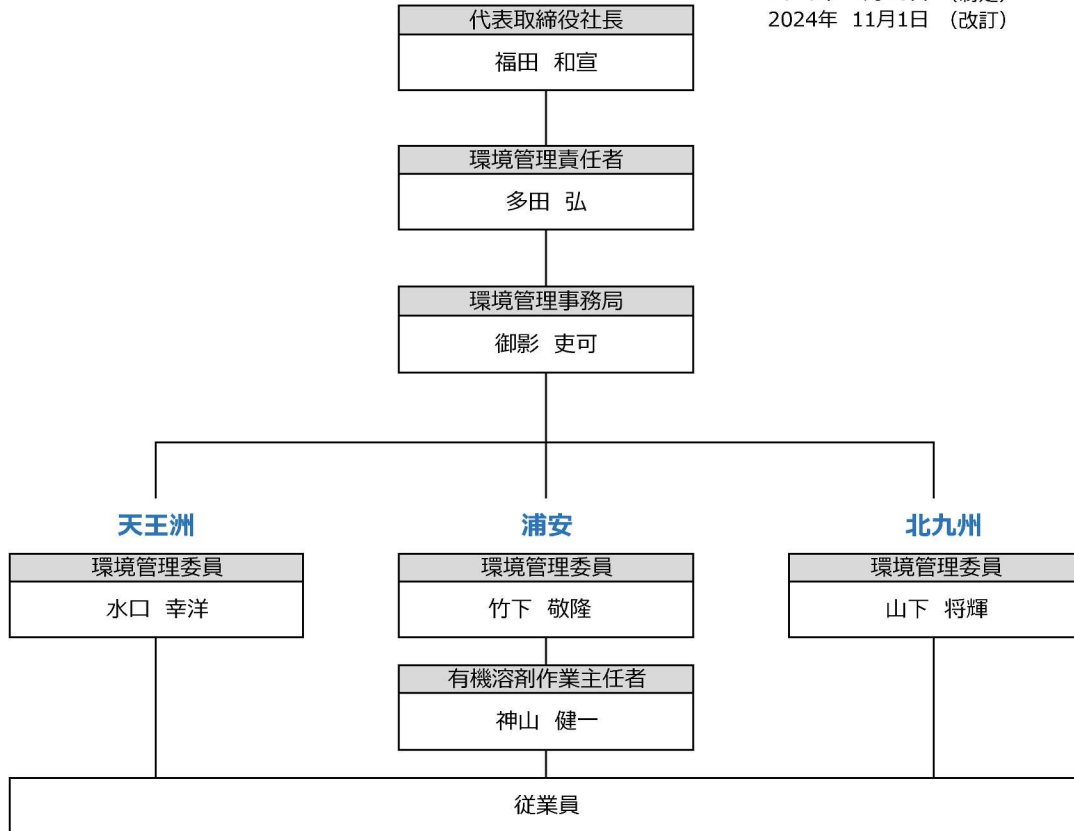 代表取締役社長
福田 和宣
2024年 11月1日 （改訂）
環境管理責任者
多田 弘
環境管理事務局
御影 吏可
天王洲
浦安
北九州
環境管理委員
環境管理委員
環境管理委員
水口 幸洋
竹下 敬隆
山下 将輝
有機溶剤作業主任者
神山 健一
従業員